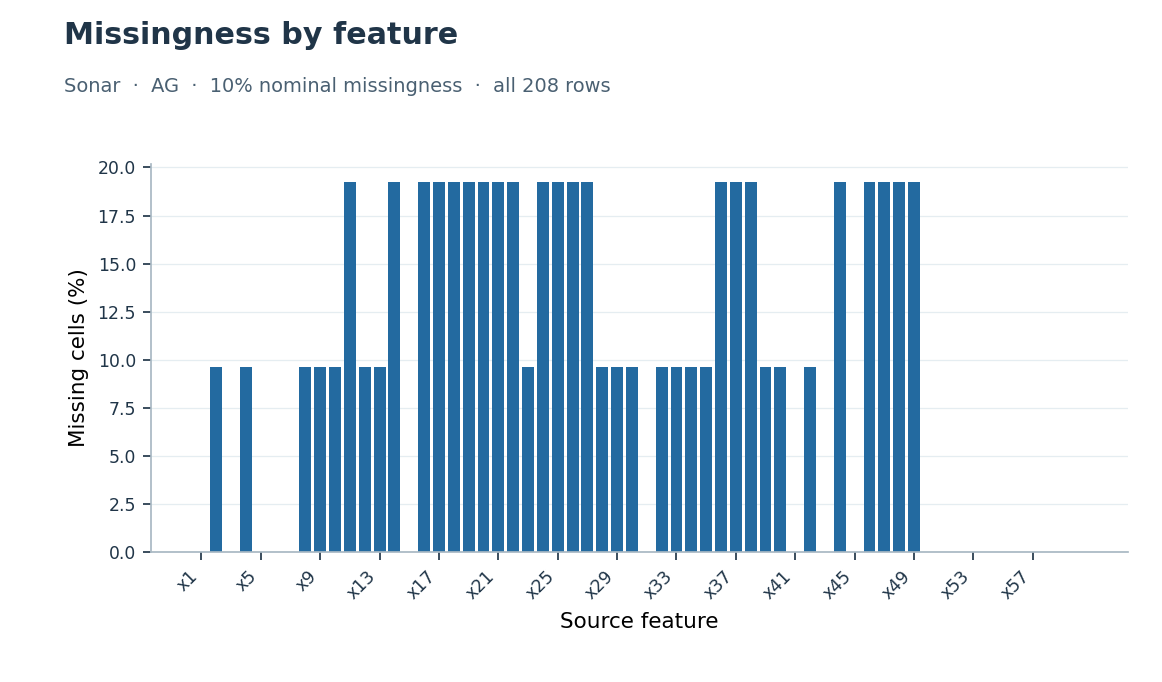 Missingness by feature
Sonar · AG · 10% nominal missingness · all 208 rows
20.0
17.5
15.0
12.5
10.0
7.5
5.0
2.5
0.0
Missing cells (%)
x1 x5 x9 x13 x17 x21 x25 x29 x33 x37 x41 x45 x49 x53 x57
Source feature